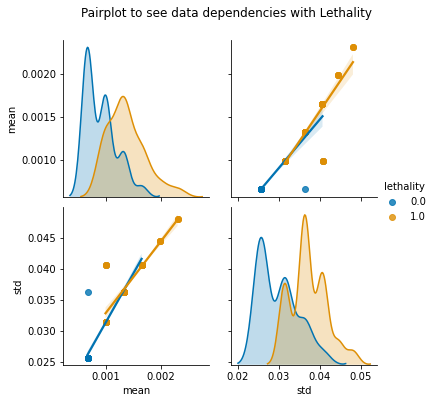 Pairplot to see data dependencies with Lethality
0.0020
0.0015
0.0010
mean
lethality
0.0
1.0
0.045
0.040
0.035
0.030
0.025
std
0.001
0.002
mean
0.02
0.03
0.04
0.05
std